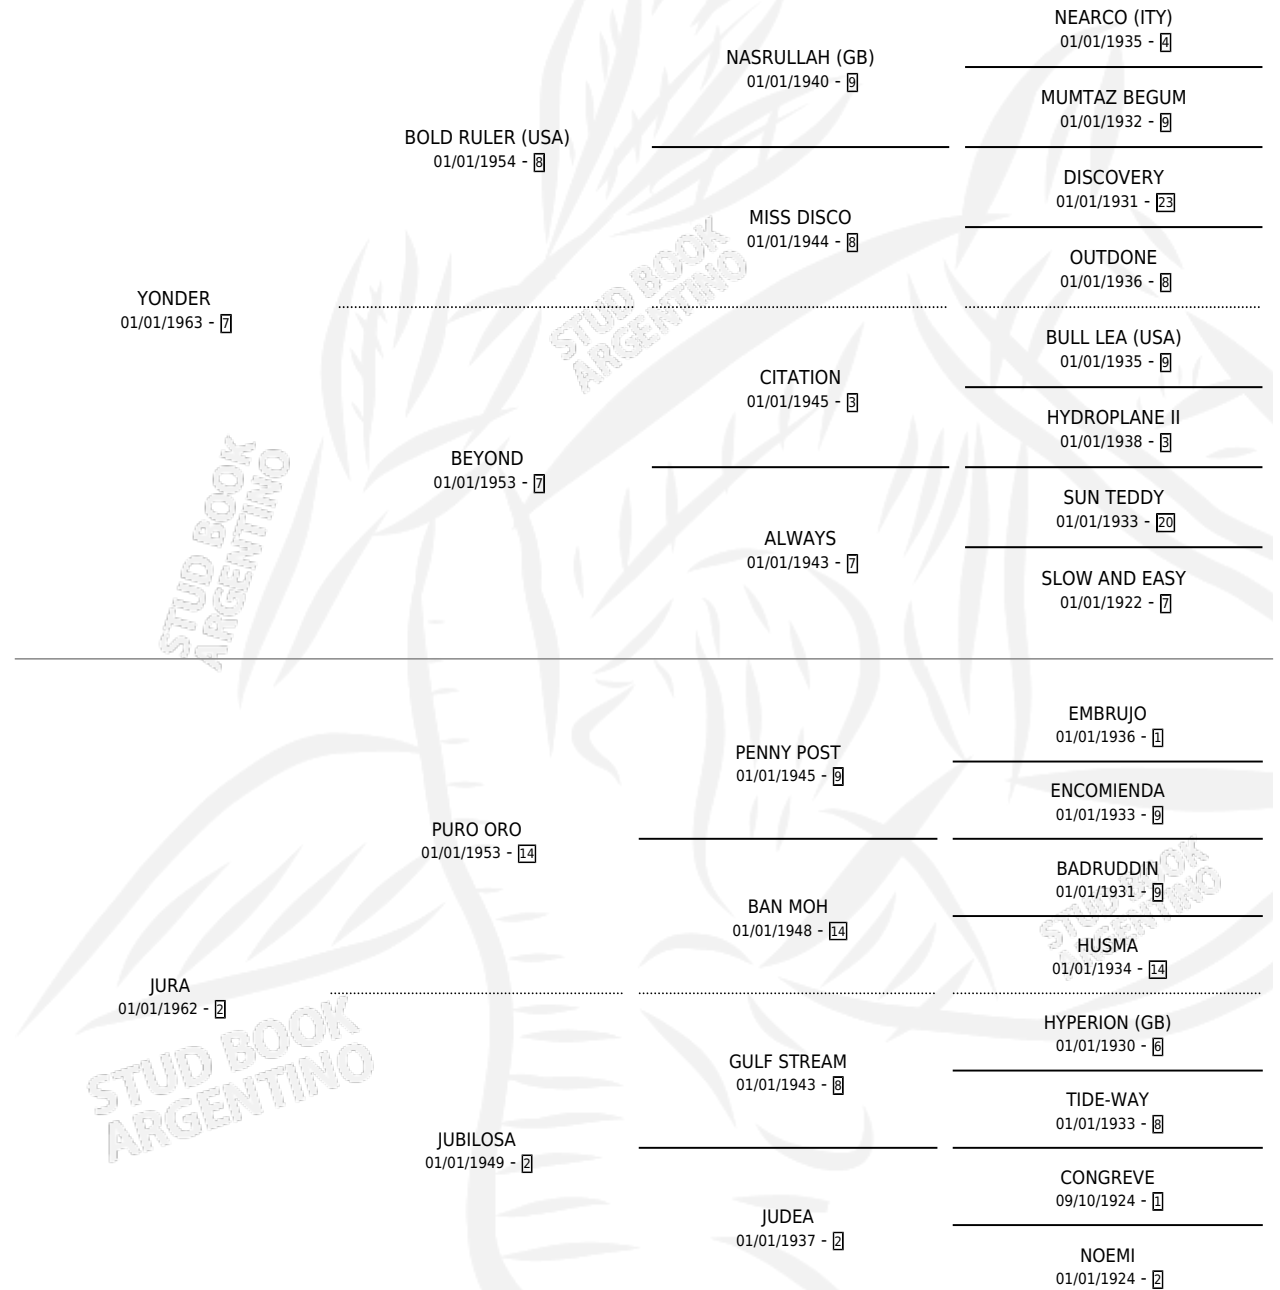 NEARCO (ITY)
01/01/1935 - 4
NASRULLAH (GB)
01/01/1940 - 9
MUMTAZ BEGUM
01/01/1932 - 9
BOLD RULER (USA)
01/01/1954 - 8
DISCOVERY
01/01/1931 - 23
MISS DISCO
01/01/1944 - 8
OUTDONE
01/01/1936 - 8
YONDER
01/01/1963 - 7
BULL LEA (USA)
01/01/1935 - 9
CITATION
01/01/1945 - 3
HYDROPLANE II
01/01/1938 - 3
BEYOND
01/01/1953 - 7
SUN TEDDY
01/01/1933 - 20
ALWAYS
01/01/1943 - 7
SLOW AND EASY
01/01/1922 - 7
STUD BOOK
ARGENTINO
STUD BOOK
ARGENTINO
EMBRUJO
01/01/1936 - 1
PENNY POST
01/01/1945 - 9
ENCOMIENDA
01/01/1933 - 9
PURO ORO
01/01/1953 - 14
BADRUDDIN
01/01/1931 - 9
BAN MOH
01/01/1948 - 14
HUSMA
01/01/1934 - 14
STUD BOOK
ARGENTINO
JURA
01/01/1962 - 2
HYPERION (GB)
01/01/1930 - 6
GULF STREAM
01/01/1943 - 8
TIDE-WAY
01/01/1933 - 8
STUD BOOK
ARGENTINO
JUBILOSA
01/01/1949 - 2
CONGREVE
09/10/1924 - 1
JUDEA
01/01/1937 - 2
NOEMI
01/01/1924 - 2